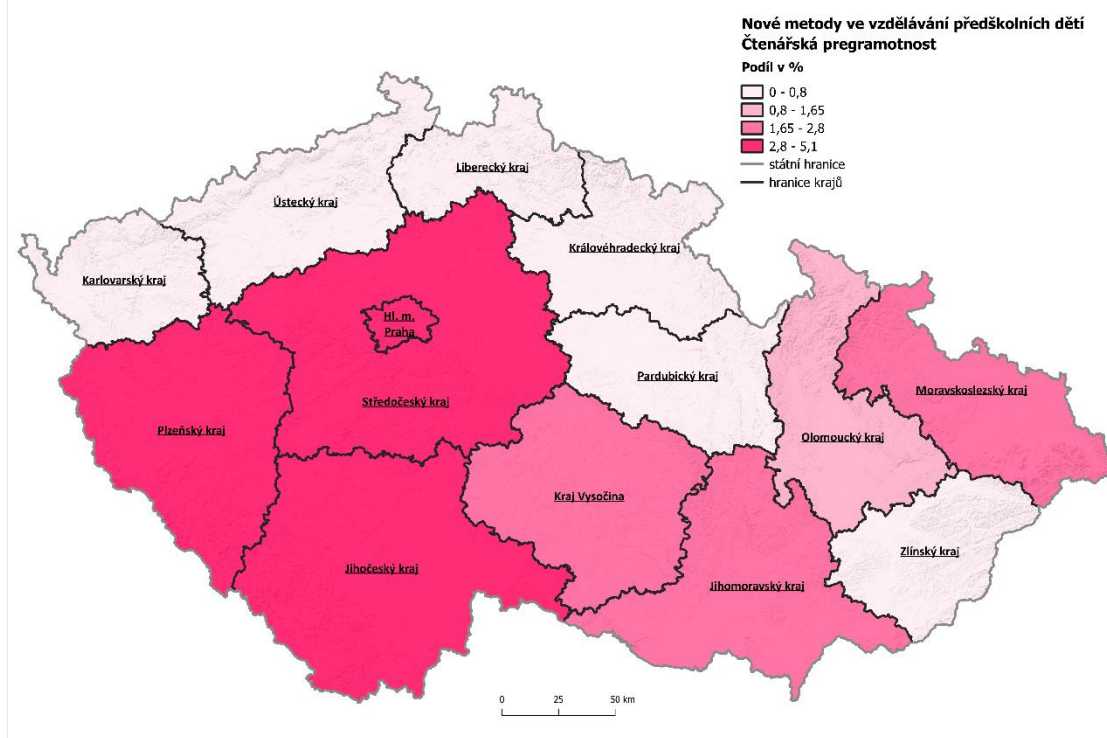 Nové metody ve vzdělávání předškolních dětí
Čtenářská pregramotnost
Podíl v %
0 - 0,8
0,8 - 1,65
1,65 - 2,8
2,8 - 5,1
státní hranice
hranice krajů
Liberecký kraj
Ústecký kraj
Královéhradecký kraj
Karlovarský kraj
Hl. m.
Praha
Pardubický kraj
Moravskoslezský kraj
Středočeský kraj
Plzeňský kraj
Olomoucký kraj
Kraj Vysočina
Zlínský kraj
Jihočeský kraj
Jihomoravský kraj
0 25 50 km